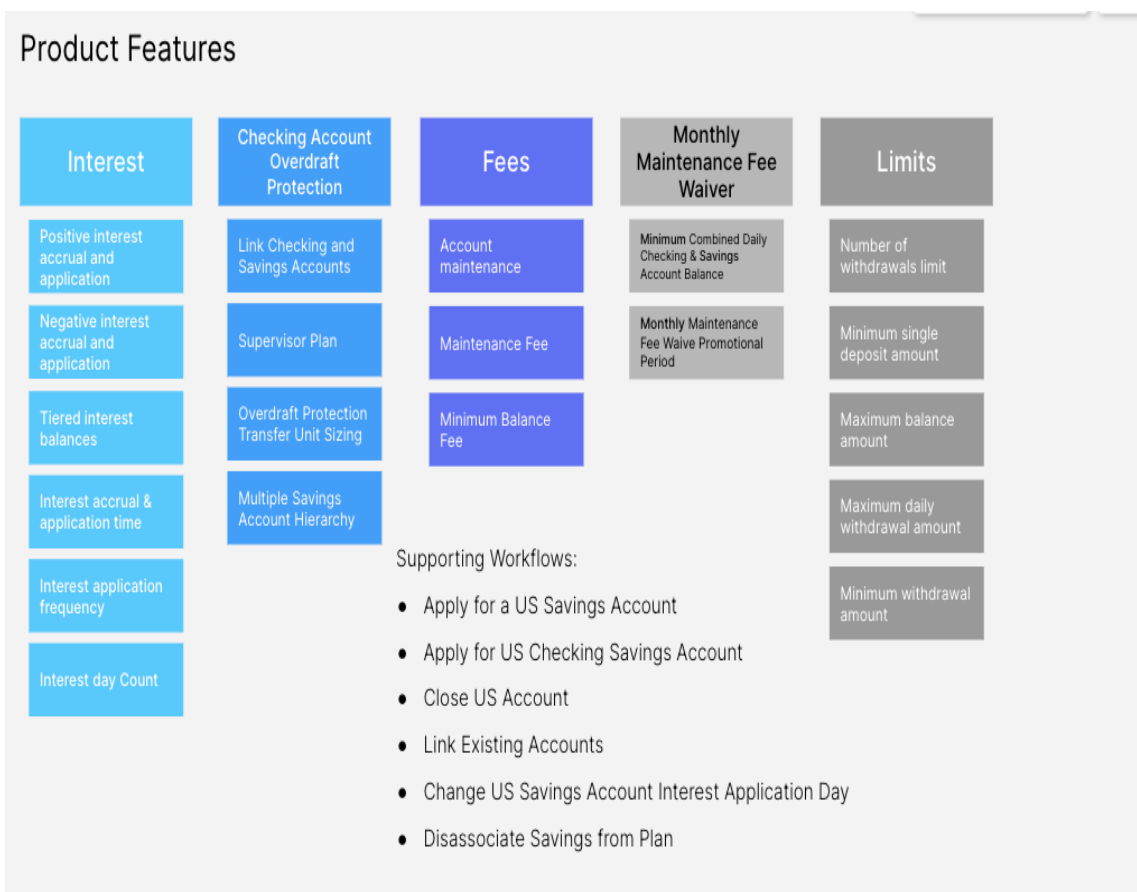 Product Features
Interest
Positive interest
accrual and
application
Negative interest
accrual and
application
Tiered interest
balances
Interest accrual &
application time
Interest application
frequency
Interest day Count
Checking Account
Overdraft
Protection
Link Checking and
Savings Accounts
Supervisor Plan
Overdraft Protection
Transfer Unit Sizing
Multiple Savings
Account Hierarchy
Fees
Account
maintenance
Maintenance Fee
Minimum Balance
Fee
Monthly
Maintenance Fee
Waiver
Minimum Combined Daily
Checking & Savings
Account Balance
Monthly Maintenance
Fee Waive Promotional
Period
Limits
Number of
withdrawals limit
Minimum single
deposit amount
Maximum balance
amount
Maximum daily
withdrawal amount
Minimum withdrawal
amount
Supporting Workflows:
● Apply for a US Savings Account
● Apply for US Checking Savings Account
● Close US Account
● Link Existing Accounts
● Change US Savings Account Interest Application Day
● Disassociate Savings from Plan